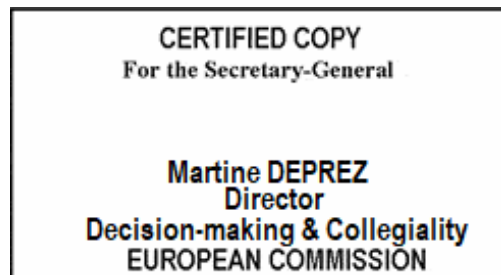 CERTIFIED COPY
For the Secretary-General
Martine DEPREZ
Director
Decision-making & Collegiality
EUROPEAN COMMISSION